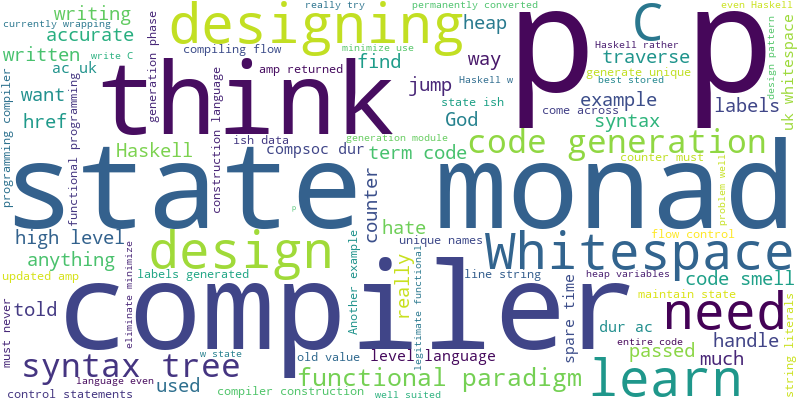 really try
permanently converted
even Haskell
currently wrapping
writing
designing
heap
C
Haskell rather
p p
accurate
generation phase
compiling flow
minimize use
write C
traverse
design pattern
written
think
find
way
generate unique
uk whitespace
ac uk
amp returned
jump
Haskell w
best stored
want
functional programming
construction language
state ish
example
come across
labels
href
God
syntax
programming compiler
generation module
ish data
code generation
Haskell
compsoc dur
term code
counter must
problem well
state monad
counter
hate
high level
design
unique names
flow control
anything
Whitespace
updated amp
labels generated
line string
heap variables
code smell
eliminate minimize
Another example
really
legitimate functional
spare time
maintain state
string literals
must never
told
compiler
dur ac
need
w state
old value
level language
entire code
handle
syntax tree
passed
much
language even
used
functional paradigm
learn
control statements
compiler construction
well suited
p